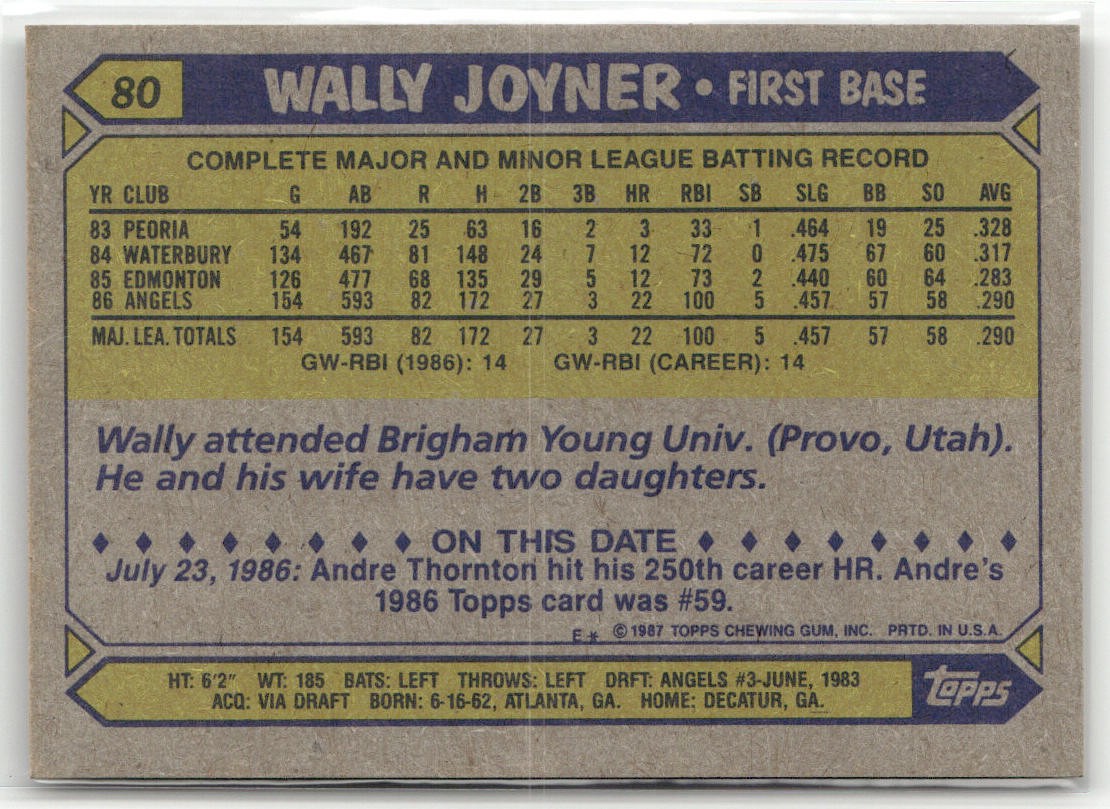 80 WALLY JOYNER • FIRST BASE
COMPLETE MAJOR AND MINOR LEAGUE BATTING RECORD
YR CLUB G AB R H 2B 3B HR RBI SB SLG BB SO AVG
83 PEORIA 54 192 25 63 16 2 3 33 1 .464 19 25 .328
84 WATERBURY 134 467 81 148 24 7 12 72 0 .475 67 60 .317
85 EDMONTON 126 477 68 135 29 5 12 73 2 .440 60 64 .283
86 ANGELS 154 593 82 172 27 3 22 100 5 .457 57 58 .290
MAJ. LEA. TOTALS 154 593 82 172 27 3 22 100 5 .457 57 58 .290
GW-RBI (1986): 14 GW-RBI (CAREER): 14
Wally attended Brigham Young Univ. (Provo, Utah).
He and his wife have two daughters.
ON THIS DATE
July 23, 1986: Andre Thornton hit his 250th career HR. Andre's
1986 Topps card was #59.
E* © 1987 TOPPS CHEWING GUM, INC. PRTD. IN U.S.A.
HT: 6'2" WT: 185 BATS: LEFT THROWS: LEFT DRFT: ANGELS #3-JUNE, 1983
ACQ: VIA DRAFT BORN: 6-16-62, ATLANTA, GA. HOME: DECATUR, GA.
topps